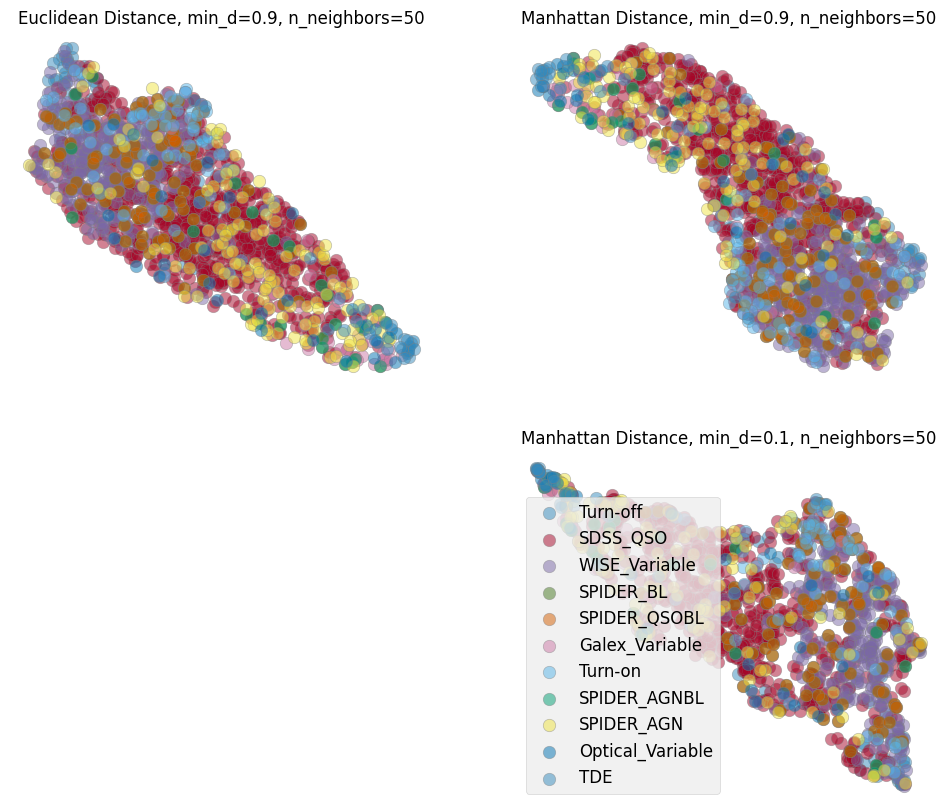 Euclidean Distance, min_d=0.9, n_neighbors=50
Manhattan Distance, min_d=0.9, n_neighbors=50
Manhattan Distance, min_d=0.1, n_neighbors=50
Turn-off
SDSS_QSO
WISE_Variable
SPIDER_BL
SPIDER_QSOBL
Galex_Variable
Turn-on
SPIDER_AGNBL
SPIDER_AGN
Optical_Variable
TDE